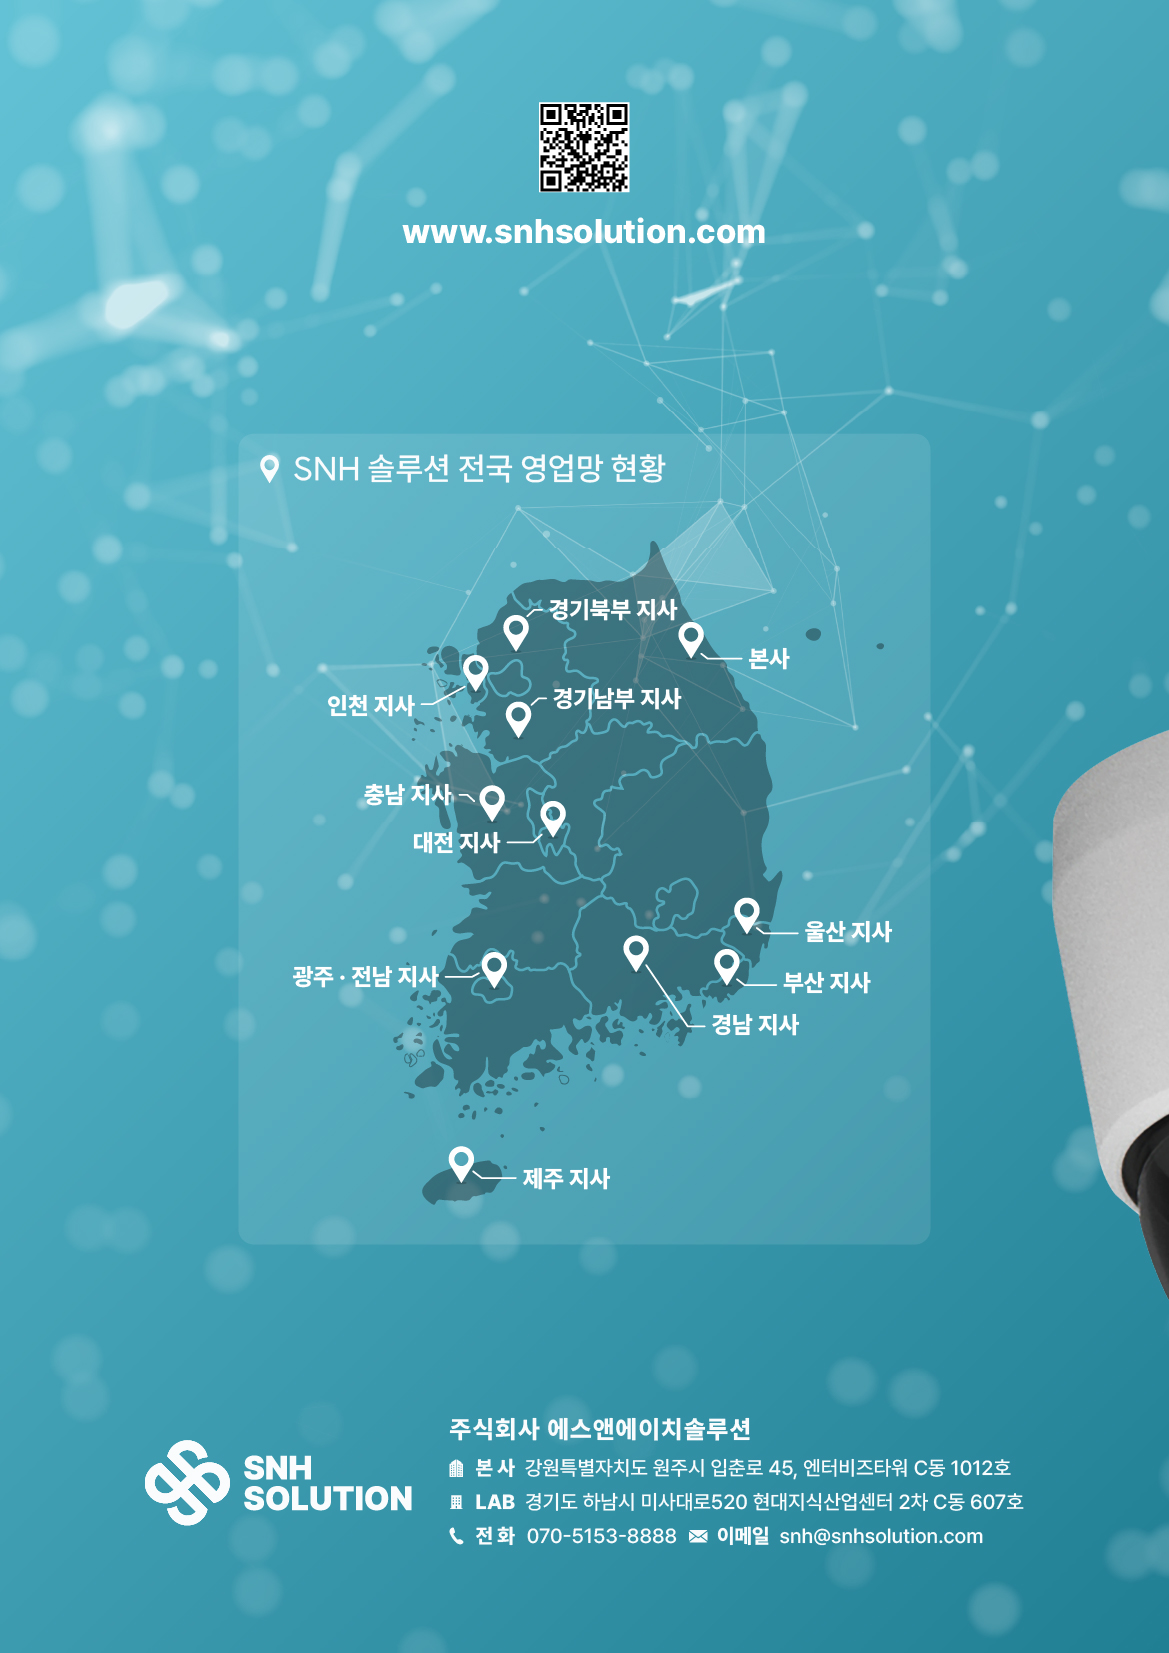 www.snhsolution.com
SNH 솔루션 전국 영업망 현황
경기북부 지사
본사
인천 지사
경기남부 지사
충남 지사
대전 지사
울산 지사
광주 · 전남 지사
부산 지사
경남 지사
제주 지사
SNH
SOLUTION
주식회사 에스앤에이치솔루션
본 사 강원특별자치도 원주시 입춘로 45, 엔터비즈타워 C동 1012호
LAB 경기도 하남시 미사대로520 현대지식산업센터 2차 C동 607호
전 화 070-5153-8888 이메일 snh@snhsolution.com